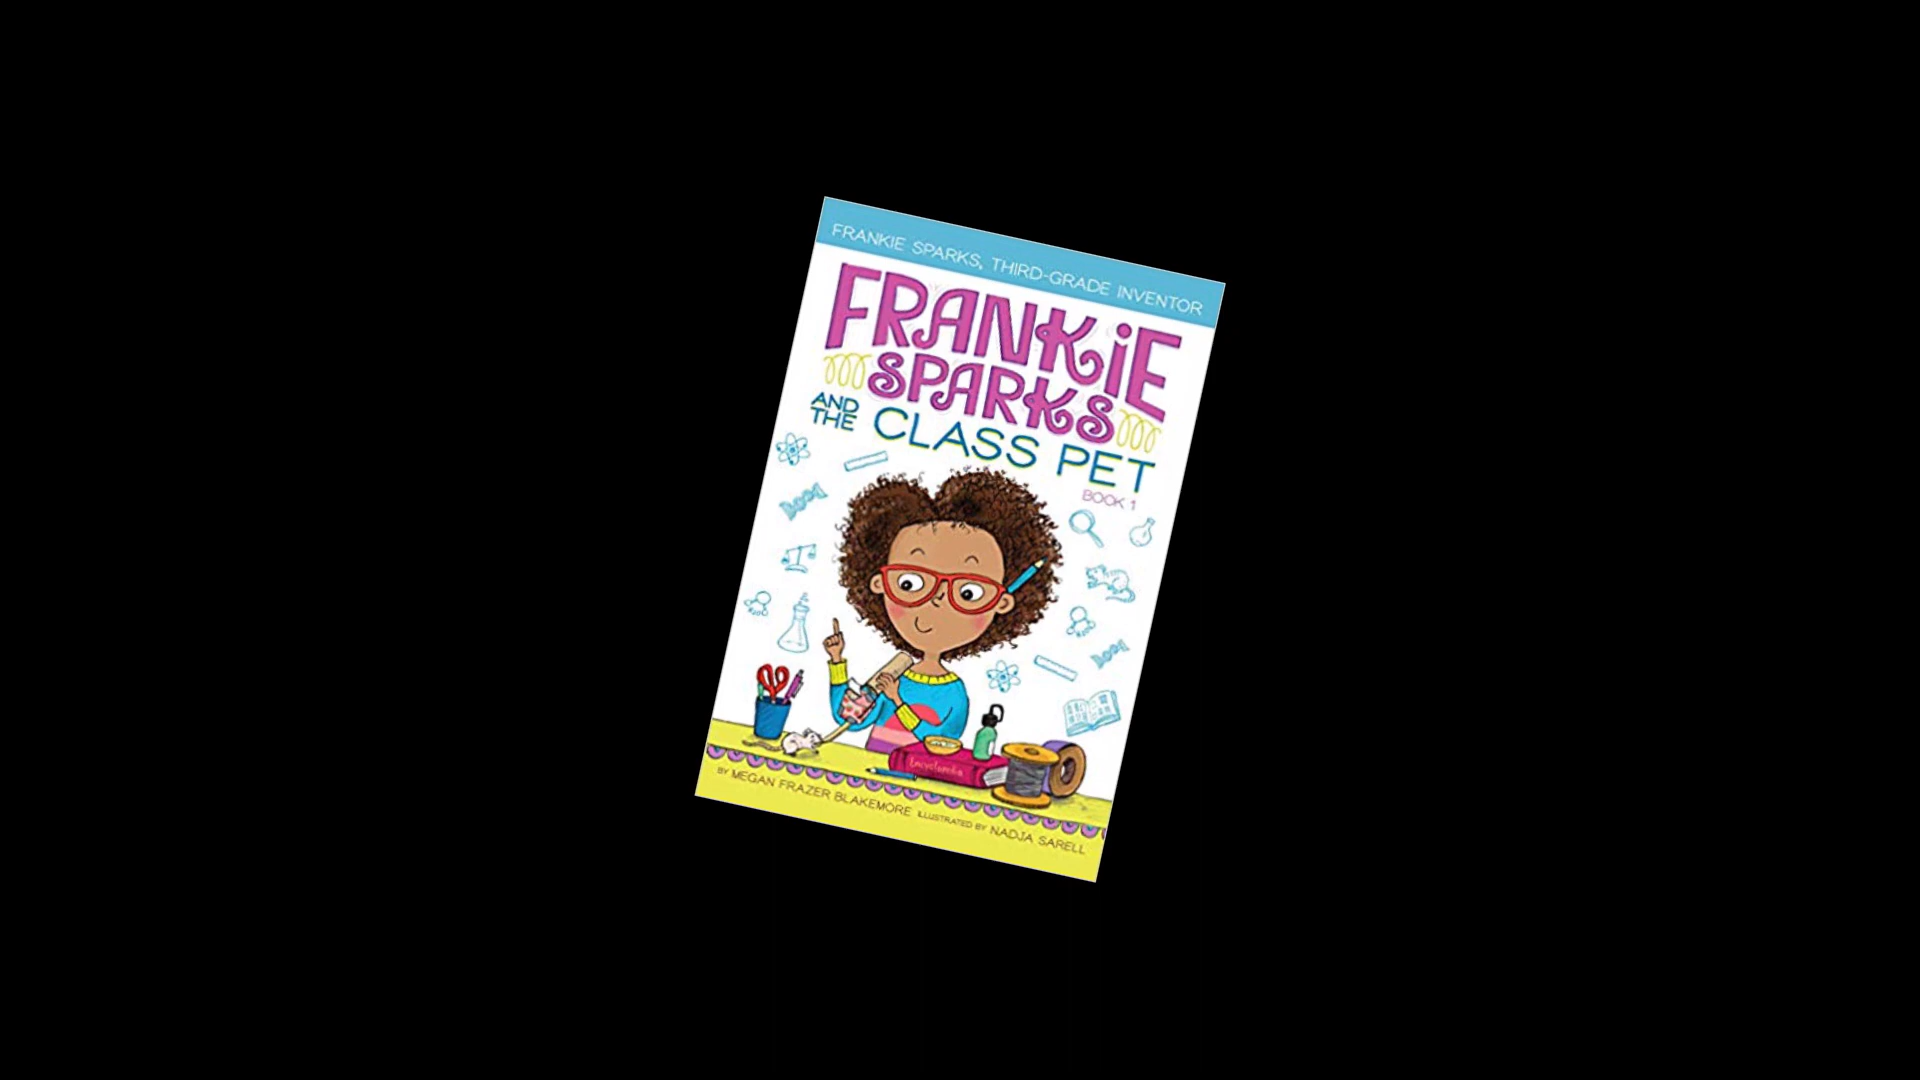 FRANKIE SPARKS, THIRD-GRADE INVENTOR
FRANKiE
SPARKS
AND THE CLASS PET
BOOK 1
Encyclopedia
BY MEGAN FRAZER BLAKEMORE ILLUSTRATED BY NADJA SARELL